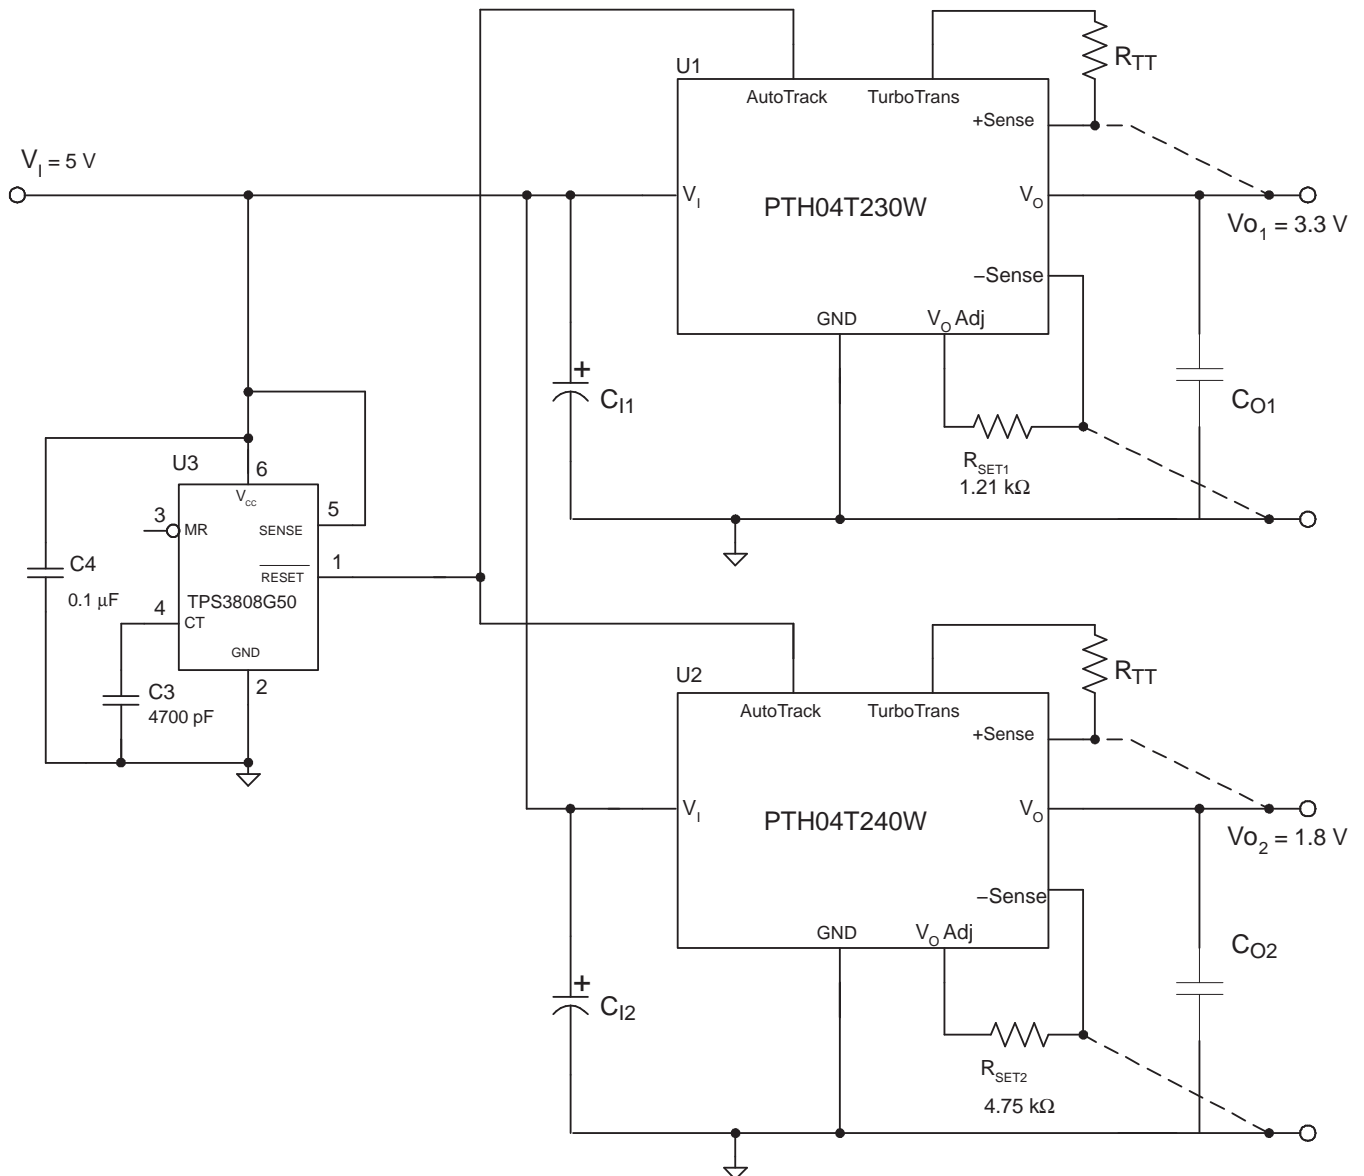 U1
AutoTrack
TurboTrans
R_TT
+Sense
V_I = 5 V
V_I
PTH04T230W
V_O
Vo_1 = 3.3 V
−Sense
GND
V_O Adj
+
C_I1
C_O1
R_SET1
1.21 kΩ
U3
6
V_CC
5
3
MR
SENSE
1
RESET
C4
0.1 μF
TPS3808G50
4
CT
GND
2
C3
4700 pF
U2
AutoTrack
TurboTrans
R_TT
+Sense
V_I
PTH04T240W
V_O
Vo_2 = 1.8 V
−Sense
GND
V_O Adj
+
C_I2
C_O2
R_SET2
4.75 kΩ